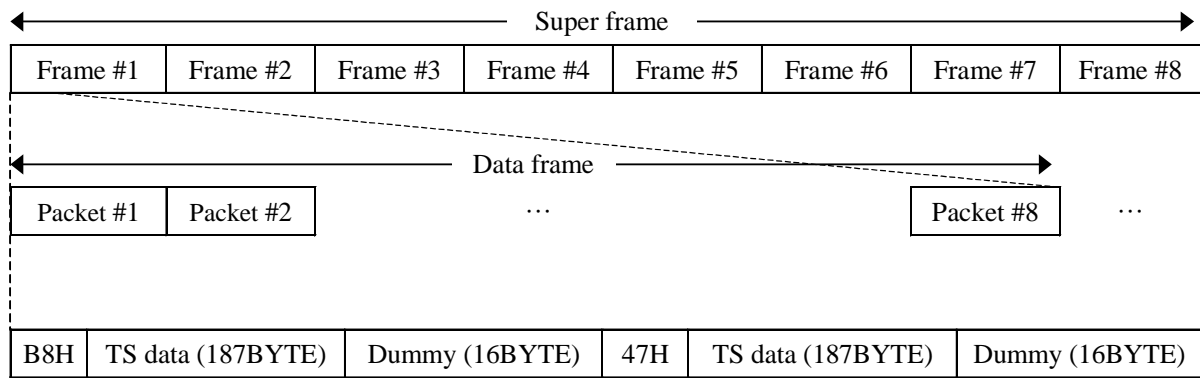 Super frame
Frame #1 Frame #2 Frame #3 Frame #4 Frame #5 Frame #6 Frame #7 Frame #8
Data frame
Packet #1 Packet #2 … Packet #8 …
B8H TS data (187BYTE) Dummy (16BYTE) 47H TS data (187BYTE) Dummy (16BYTE)